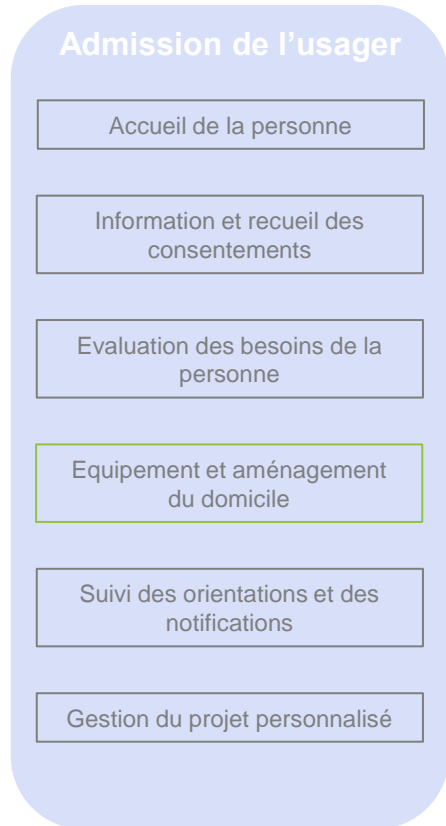 Admission de l’usager
Accueil de la personne
Information et recueil des
consentements
Evaluation des besoins de la
personne
Equipement et aménagement
du domicile
Suivi des orientations et des
notifications
Gestion du projet personnalisé